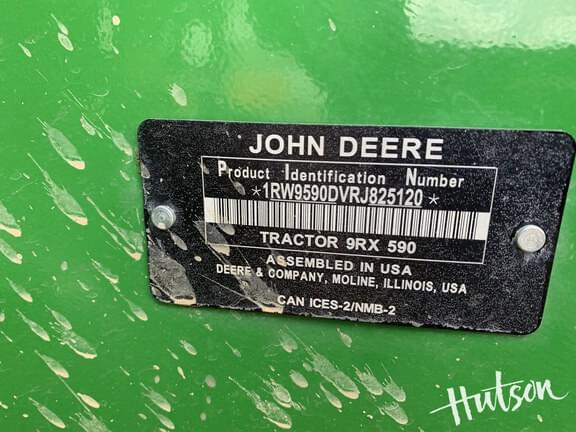 JOHN DEERE
Product Identification Number
*1RW9590DVRJ825120*
TRACTOR 9RX 590
ASSEMBLED IN USA
DEERE & COMPANY, MOLINE, ILLINOIS, USA
CAN ICES-2/NMB-2
Hutson